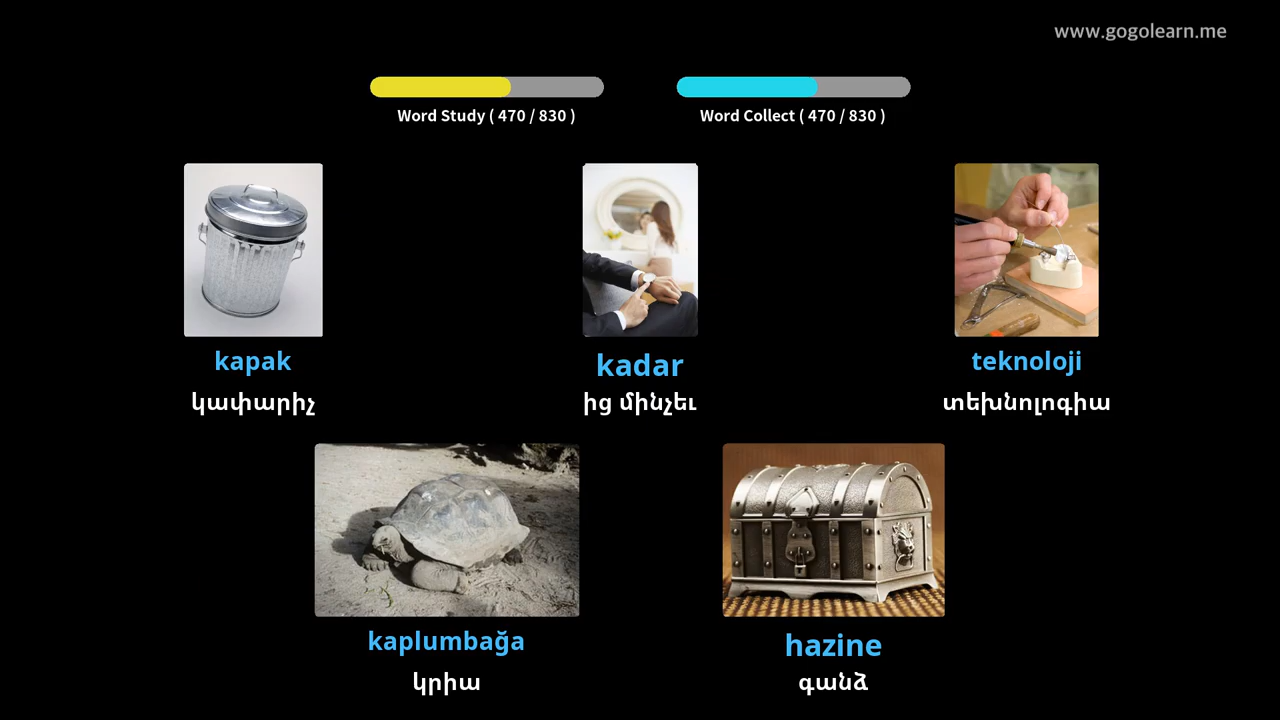 www.gogolearn.me
Word Study ( 470 / 830 )
Word Collect ( 470 / 830 )
kapak
կափարիչ
kadar
ից մինչեւ
teknoloji
տեխնոլոգիա
kaplumbağa
կրիա
hazine
գանձ